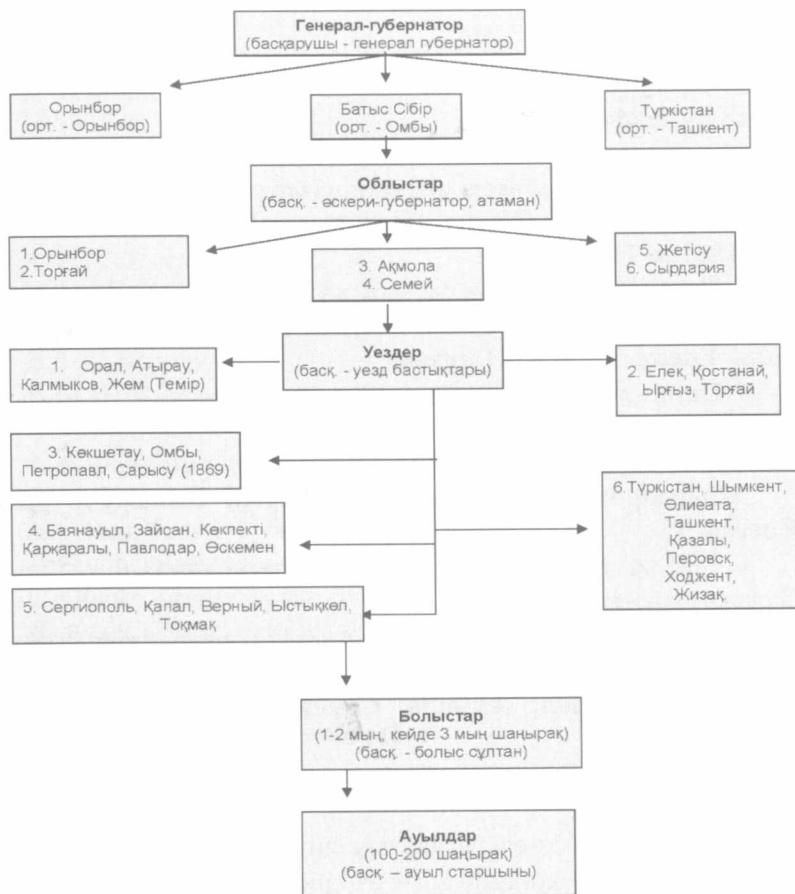 Генерал-губернатор
(басқарушы - генерал губернатор)
Орынбор
(орт. - Орынбор)
Батыс Сібір
(орт. - Омбы)
Түркістан
(орт. - Ташкент)
Облыстар
(басқ. - әскери-губернатор, атаман)
1.Орынбор
2.Торғай
3. Ақмола
4. Семей
5. Жетісу
6. Сырдария
Уездер
(басқ. - уезд бастықтары)
1. Орал, Атырау,
Калмыков, Жем (Темір)
2. Елек, Қостанай,
Ырғыз, Торғай
3. Көкшетау, Омбы,
Петропавл, Сарысу (1869)
4. Баянауыл, Зайсан, Көкпекті,
Қарқаралы, Павлодар, Өскемен
6.Түркістан, Шымкент,
Әлиеата,
Ташкент,
Қазалы,
Перовск,
Ходжент,
Жизақ,
5. Сергиополь, Қапал, Верный, Ыстықкөл,
Тоқмақ
Болыстар
(1-2 мың, кейде 3 мың шаңырақ)
(басқ. - болыс сұлтан)
Ауылдар
(100-200 шаңырақ)
(басқ. – ауыл старшыны)